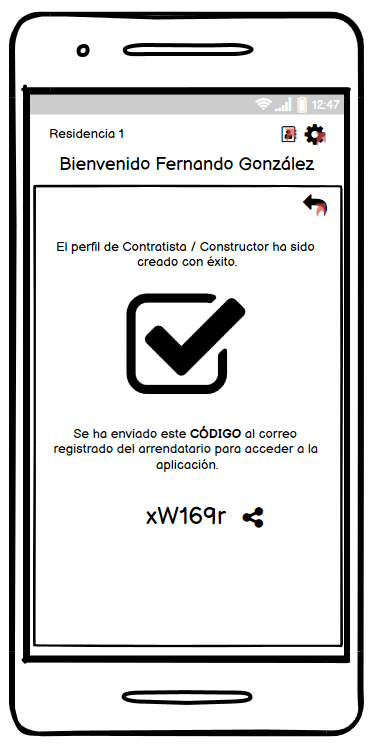 12:47
Residencia 1
Bienvenido Fernando González
El perfil de Contratista / Constructor ha sido
creado con éxito.
Se ha enviado este CÓDIGO al correo
registrado del arrendatario para acceder a la
aplicación.
xW169r